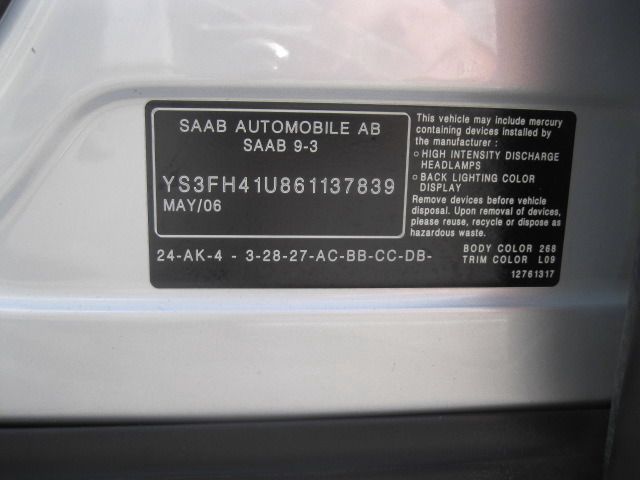 SAAB AUTOMOBILE AB
SAAB 9-3
YS3FH41U861137839
MAY/06
This vehicle may include mercury
containing devices installed by
the manufacturer :
○ HIGH INTENSITY DISCHARGE
HEADLAMPS
○ BACK LIGHTING COLOR
DISPLAY
Remove devices before vehicle
disposal. Upon removal of devices,
please reuse, recycle or dispose as
hazardous waste.
24-AK-4 - 3-28-27-AC-BB-CC-DB-
BODY COLOR 268
TRIM COLOR L09
12761317